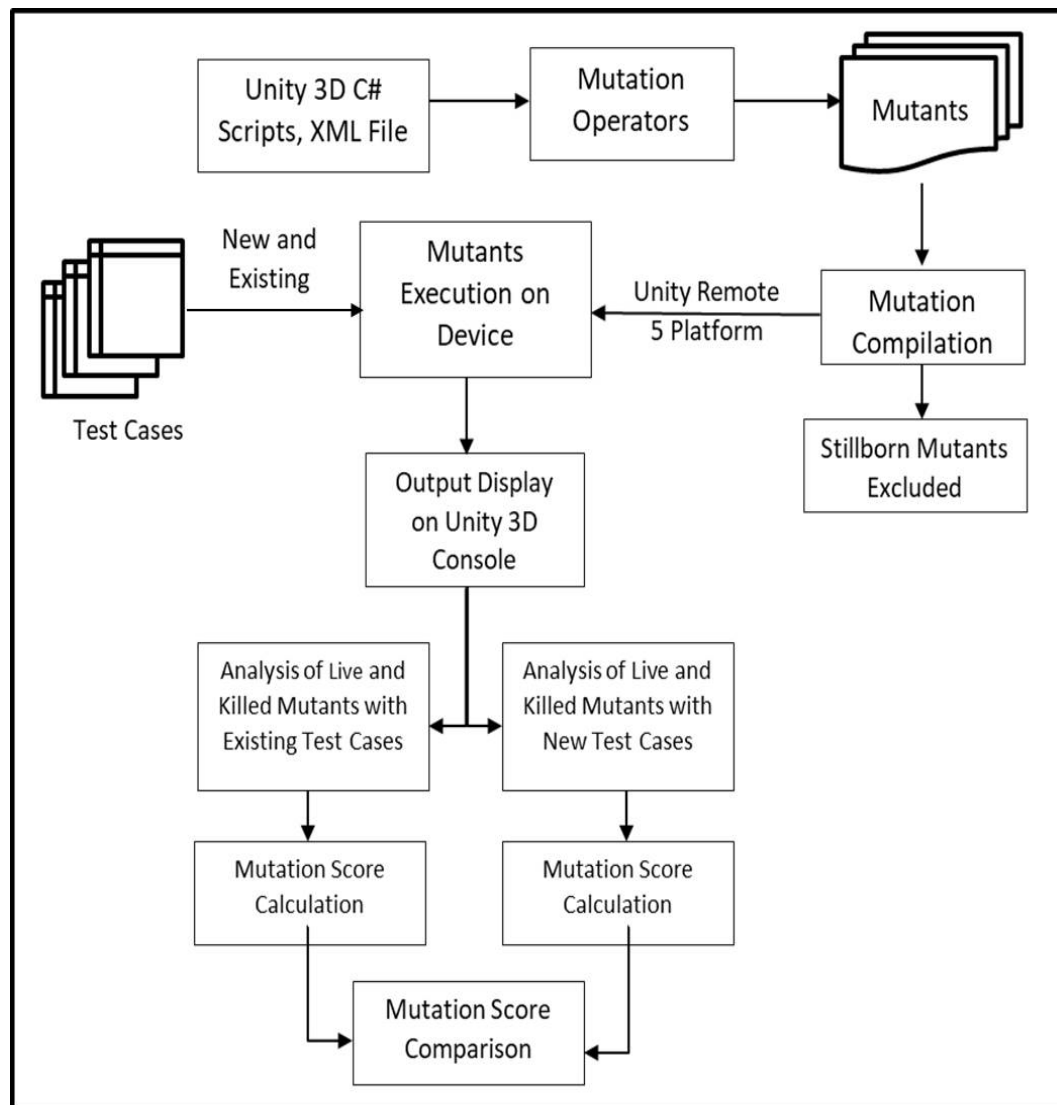 Unity 3D C#
Scripts, XML File
Mutation
Operators
Mutants
New and
Existing
Mutants
Execution on
Device
Unity Remote
5 Platform
Mutation
Compilation
Test Cases
Stillborn Mutants
Excluded
Output Display
on Unity 3D
Console
Analysis of Live and
Killed Mutants with
Existing Test Cases
Analysis of Live and
Killed Mutants with
New Test Cases
Mutation Score
Calculation
Mutation Score
Calculation
Mutation Score
Comparison